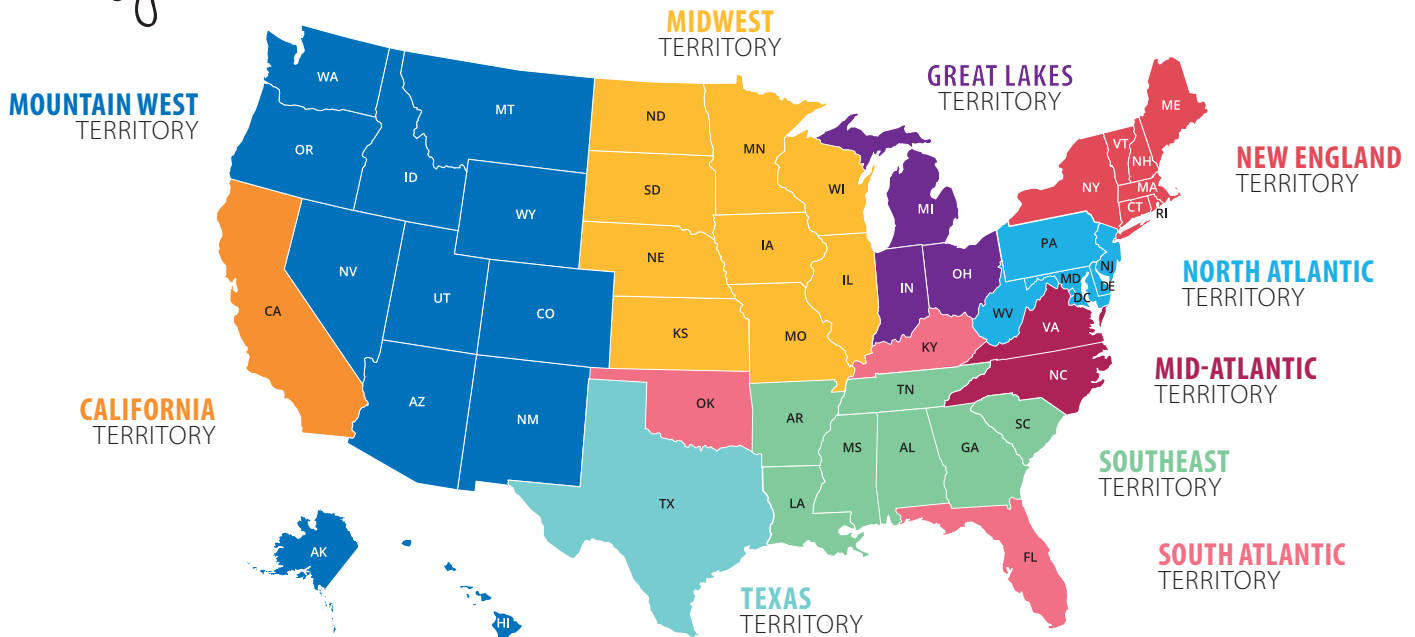 MIDWEST
TERRITORY
GREAT LAKES
TERRITORY
MOUNTAIN WEST
TERRITORY
NEW ENGLAND
TERRITORY
NORTH ATLANTIC
TERRITORY
MID-ATLANTIC
TERRITORY
CALIFORNIA
TERRITORY
SOUTHEAST
TERRITORY
SOUTH ATLANTIC
TERRITORY
TEXAS
TERRITORY
WA
OR
ID
MT
WY
NV
UT
CO
CA
AZ
NM
AK
HI
ND
SD
NE
KS
MN
IA
MO
WI
IL
MI
IN
OH
KY
OK
TX
AR
LA
TN
MS
AL
GA
SC
FL
NC
VA
WV
PA
MD
DC
DE
NJ
NY
CT
RI
MA
NH
VT
ME